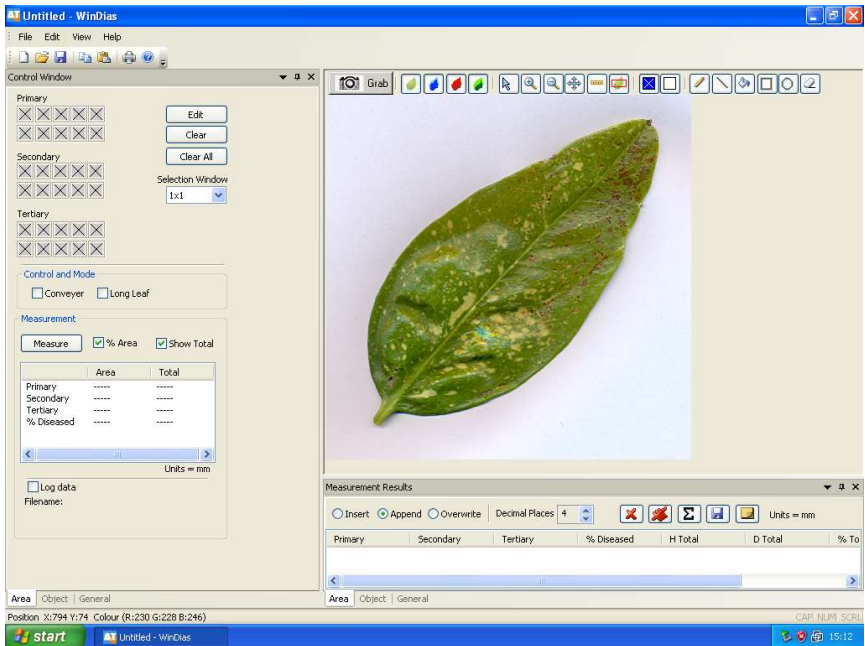 Untitled - WinDias
File Edit View Help
Control Window
Grab
Primary
Edit
Clear
Secondary
Clear All
Selection Window
1x1
Tertiary
Control and Mode
Conveyer Long Leaf
Measurement
Measure % Area Show Total
Area Total
Primary ----- -----
Secondary ----- -----
Tertiary ----- -----
% Diseased ----- -----
Units = mm
Log data
Filename:
Measurement Results
Insert Append Overwrite Decimal Places 4 Σ Units = mm
Primary Secondary Tertiary % Diseased H Total D Total % To
Area Object General
Area Object General
Position X:794 Y:74 Colour (R:230 G:228 B:246)
CAP NUM SCRL
start Untitled - WinDias 15:12